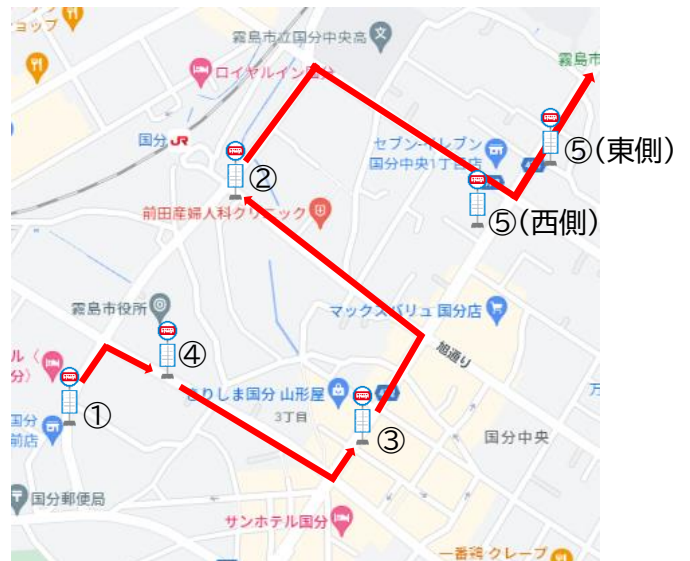 ョップ
霧島市立国分中央高
ロイヤルイン国分
霧島市
国分 JR
セブン-イレブン
国分中央1丁目店
⑤(東側)
②
⑤(西側)
前田産婦人科クリニック
霧島市役所
マックスバリュ 国分店
旭通り
ル〈
分〉
④
きりしま国分 山形屋
万
①
3丁目
国分
前店
③
国分中央
国分郵便局
サンホテル国分
一番鶏 クレープ